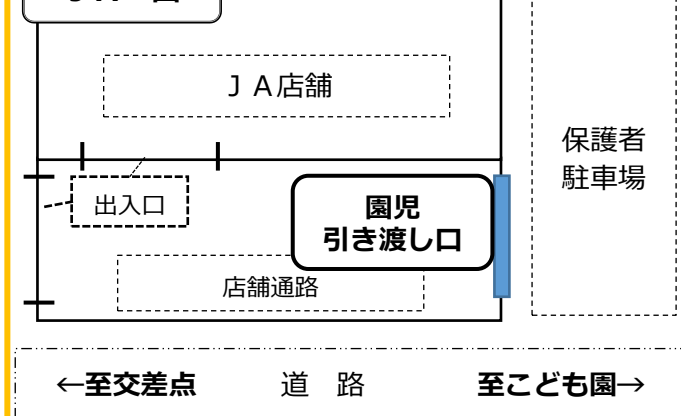 ＪＡ店舗
保護者
駐車場
出入口
園児
引き渡し口
店舗通路
←至交差点
道　路
至こども園→